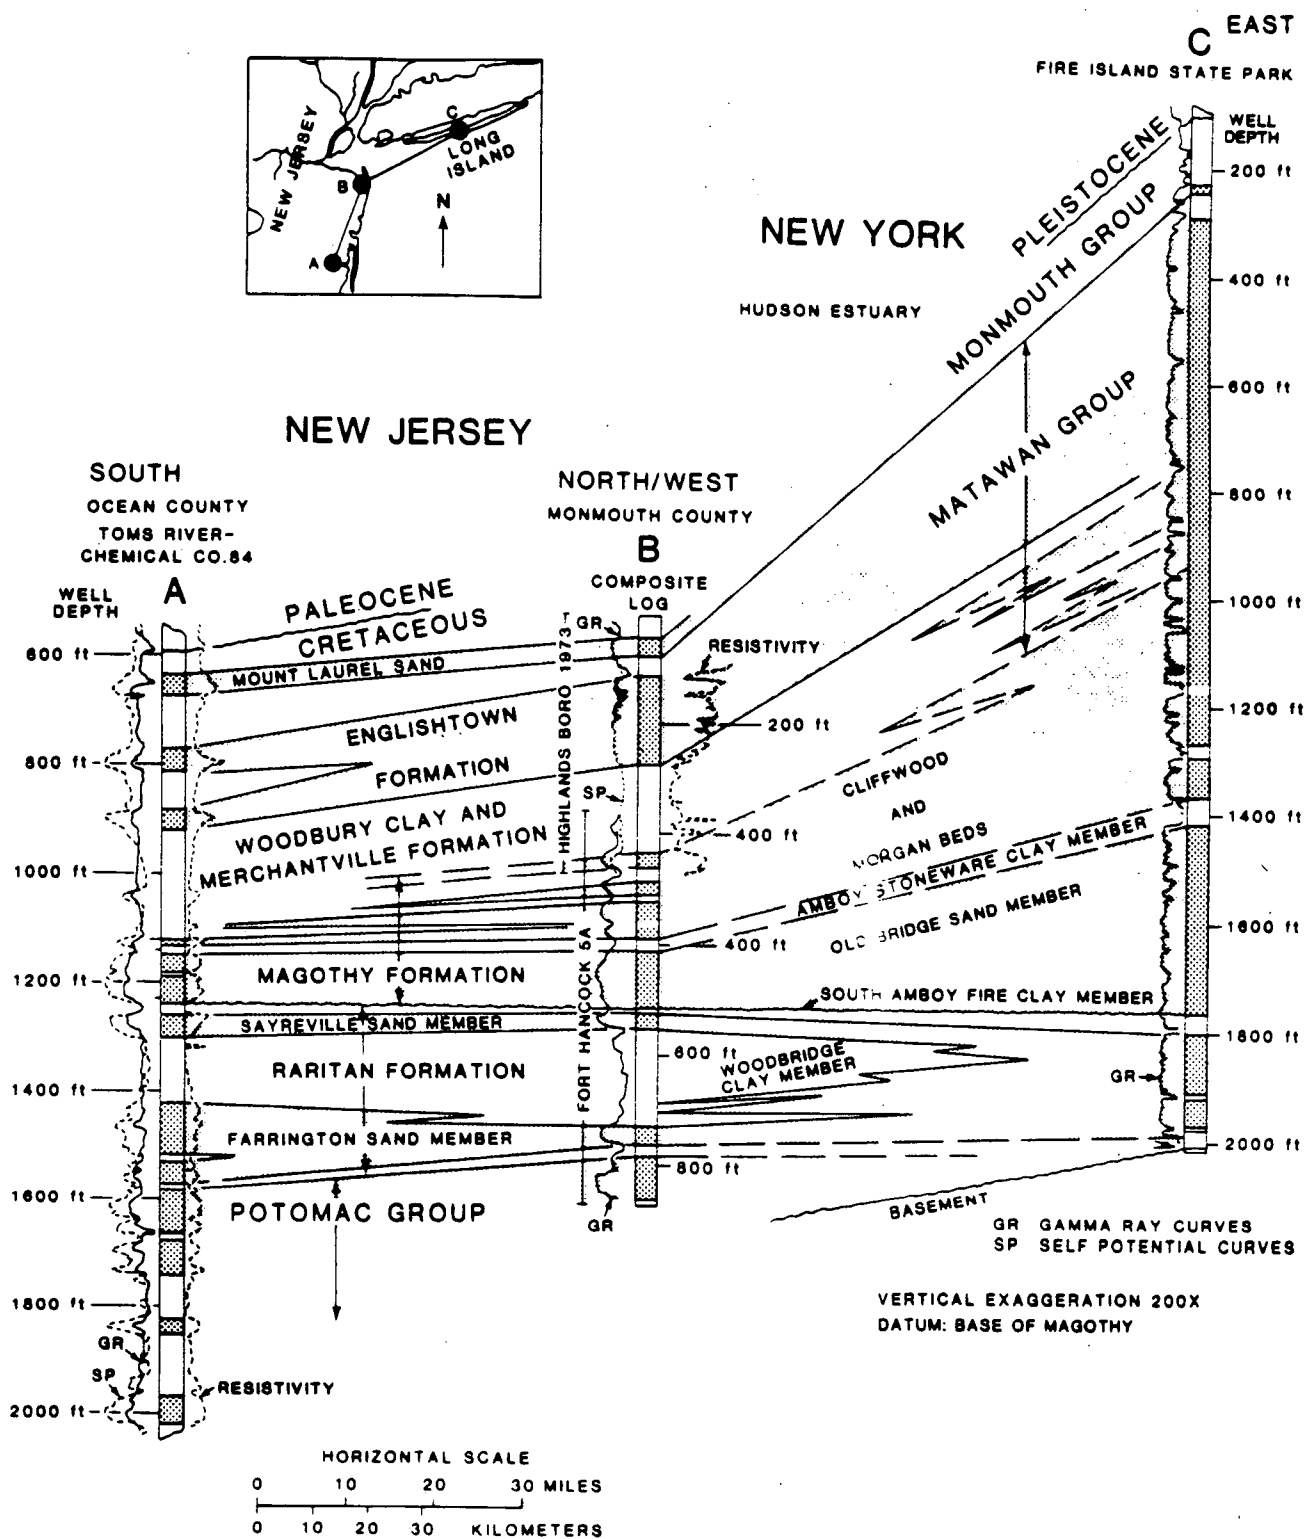 C EAST
FIRE ISLAND STATE PARK
NEW JERSEY
LONG
ISLAND
A
B
C
N
NEW YORK
HUDSON ESTUARY
PLEISTOCENE
MONMOUTH GROUP
MATAWAN GROUP
WELL
DEPTH
200 ft
400 ft
600 ft
800 ft
1000 ft
1200 ft
1400 ft
1600 ft
1800 ft
2000 ft
NEW JERSEY
SOUTH
OCEAN COUNTY
TOMS RIVER-
CHEMICAL CO.84
WELL
DEPTH
A
NORTH/WEST
MONMOUTH COUNTY
B
COMPOSITE
LOG
600 ft
800 ft
1000 ft
1200 ft
1400 ft
1600 ft
1800 ft
2000 ft
PALEOCENE
CRETACEOUS
MOUNT LAUREL SAND
ENGLISHTOWN
FORMATION
WOODBURY CLAY AND
MERCHANTVILLE FORMATION
MAGOTHY FORMATION
SAYREVILLE SAND MEMBER
RARITAN FORMATION
FARRINGTON SAND MEMBER
POTOMAC GROUP
GR
SP
RESISTIVITY
HIGHLANDS BORO 1973
FORT HANCOCK 5A
GR
RESISTIVITY
SP
GR
200 ft
400 ft
400 ft
600 ft
800 ft
CLIFFWOOD
AND
MORGAN BEDS
AMBOY STONEWARE CLAY MEMBER
OLD BRIDGE SAND MEMBER
SOUTH AMBOY FIRE CLAY MEMBER
WOODBRIDGE
CLAY MEMBER
GR
BASEMENT
GR GAMMA RAY CURVES
SP SELF POTENTIAL CURVES
VERTICAL EXAGGERATION 200X
DATUM: BASE OF MAGOTHY
HORIZONTAL SCALE
0 10 20 30 MILES
0 10 20 30 KILOMETERS